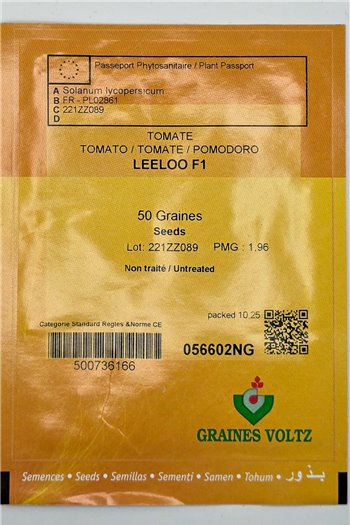 Passeport Phytosanitaire / Plant Passport
A Solanum lycopersicum
B FR - PL02861
C 221ZZ089
D
TOMATE
TOMATO / TOMATE / POMODORO
LEELOO F1
50 Graines
Seeds
Lot: 221ZZ089 PMG : 1.96
Non traité / Untreated
packed 10.25
Categorie Standard Regles &Norme CE
500736166
056602NG
GRAINES VOLTZ
Semences • Seeds • Semillas • Sementi • Samen • Tohum • بذور